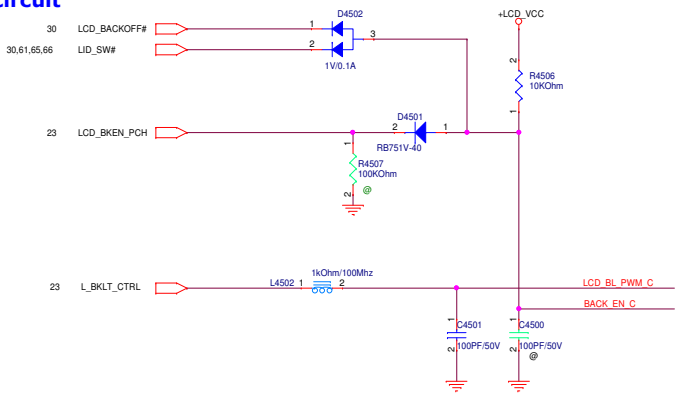 circuit
D4502
+LCD_VCC
30 LCD_BACKOFF# 1
3
30,61,65,66 LID_SW# 2
1V/0.1A
2
R4506
10KOhm
1
D4501
23 LCD_BKEN_PCH 2 1
RB751V-40
1
R4507
100KOhm
2 @
1kOhm/100Mhz
23 L_BKLT_CTRL L4502 1 2 LCD_BL_PWM_C
BACK_EN_C
1 C4501 1 C4500
2 100PF/50V 2 100PF/50V
@